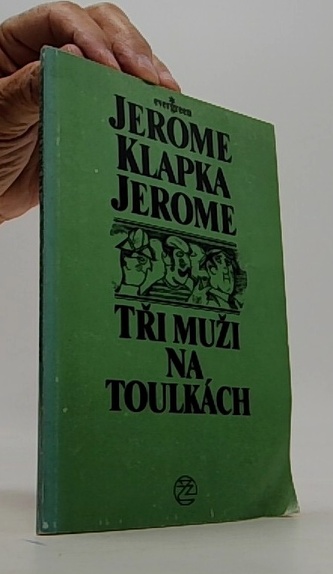 evergreen
JEROME
KLAPKA
JEROME
TŘI MUŽI
NA
TOULKÁCH